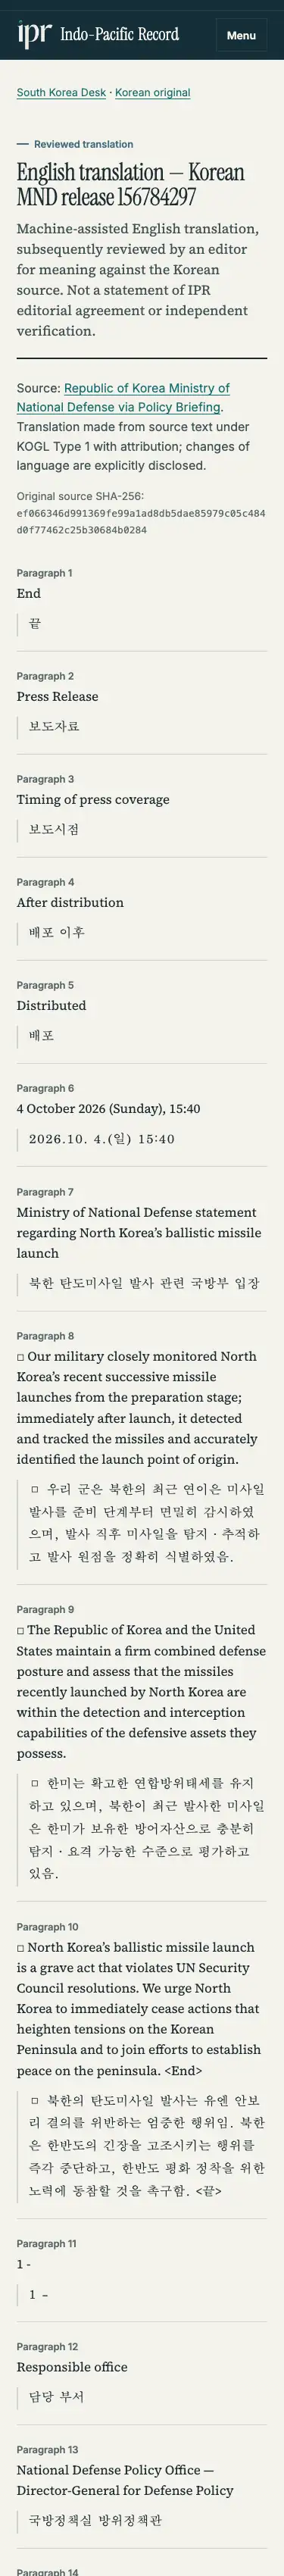 ipr Indo-Pacific Record
Menu
South Korea Desk · Korean original
— Reviewed translation
English translation — Korean
MND release 156784297
Machine-assisted English translation,
subsequently reviewed by an editor
for meaning against the Korean
source. Not a statement of IPR
editorial agreement or independent
verification.
Source: Republic of Korea Ministry of
National Defense via Policy Briefing.
Translation made from source text under
KOGL Type 1 with attribution; changes of
language are explicitly disclosed.
Original source SHA-256:
ef066346d991369fe99a1ad8db5dae85979c05c484
d0f77462c25b30684b0284
Paragraph 1
End
끝
Paragraph 2
Press Release
보도자료
Paragraph 3
Timing of press coverage
보도시점
Paragraph 4
After distribution
배포 이후
Paragraph 5
Distributed
배포
Paragraph 6
4 October 2026 (Sunday), 15:40
2026.10. 4.(일) 15:40
Paragraph 7
Ministry of National Defense statement
regarding North Korea’s ballistic missile
launch
북한 탄도미사일 발사 관련 국방부 입장
Paragraph 8
□ Our military closely monitored North
Korea’s recent successive missile
launches from the preparation stage;
immediately after launch, it detected
and tracked the missiles and accurately
identified the launch point of origin.
□ 우리 군은 북한의 최근 연이은 미사일
발사를 준비 단계부터 면밀히 감시하였
으며, 발사 직후 미사일을 탐지·추적하
고 발사 원점을 정확히 식별하였음.
Paragraph 9
□ The Republic of Korea and the United
States maintain a firm combined defense
posture and assess that the missiles
recently launched by North Korea are
within the detection and interception
capabilities of the defensive assets they
possess.
□ 한미는 확고한 연합방위태세를 유지
하고 있으며, 북한이 최근 발사한 미사일
은 한미가 보유한 방어자산으로 충분히
탐지·요격 가능한 수준으로 평가하고
있음.
Paragraph 10
□ North Korea’s ballistic missile launch
is a grave act that violates UN Security
Council resolutions. We urge North
Korea to immediately cease actions that
heighten tensions on the Korean
Peninsula and to join efforts to establish
peace on the peninsula. <End>
□ 북한의 탄도미사일 발사는 유엔 안보
리 결의를 위반하는 엄중한 행위임. 북한
은 한반도의 긴장을 고조시키는 행위를
즉각 중단하고, 한반도 평화 정착을 위한
노력에 동참할 것을 촉구함. <끝>
Paragraph 11
1 -
1 -
Paragraph 12
Responsible office
담당 부서
Paragraph 13
National Defense Policy Office —
Director-General for Defense Policy
국방정책실 방위정책관
Paragraph 14